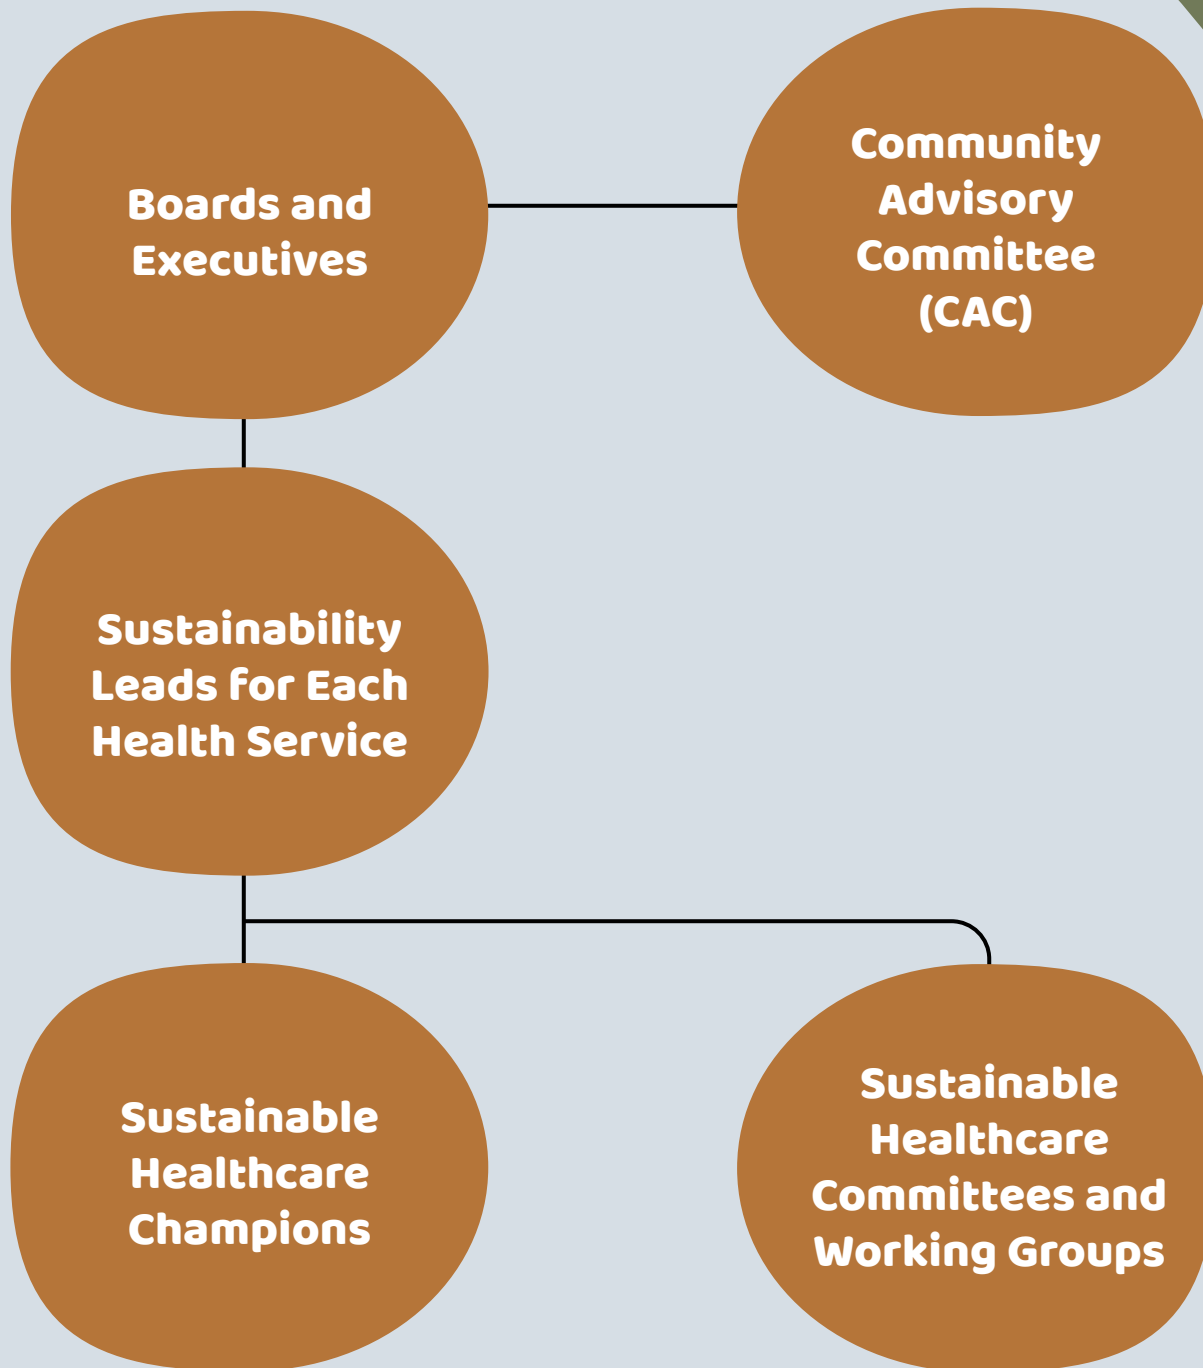 Boards and
Executives
Community
Advisory
Committee
(CAC)
Sustainability
Leads for Each
Health Service
Sustainable
Healthcare
Champions
Sustainable
Healthcare
Committees and
Working Groups